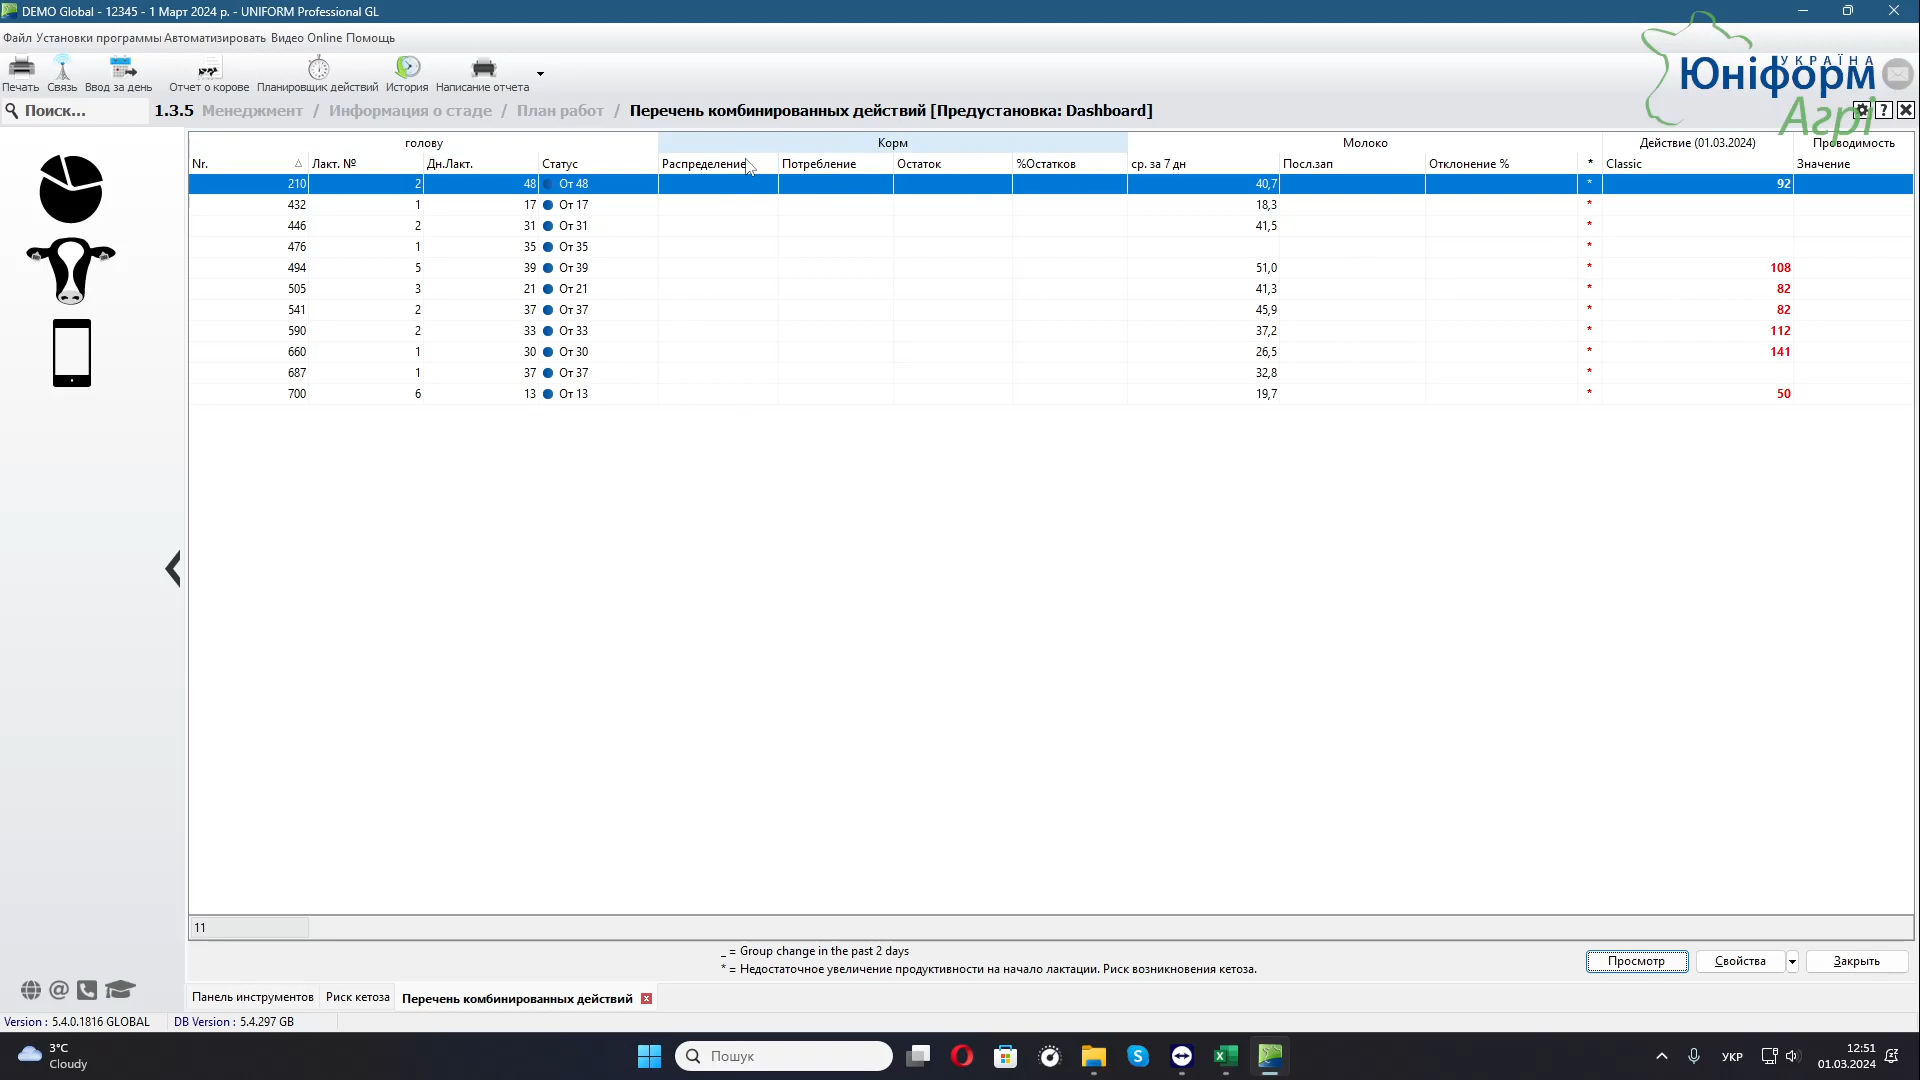 DEMO Global - 12345 - 1 Март 2024 р. - UNIFORM Professional GL
Файл Установки программы Автоматизировать Видео Online Помощь
Печать Связь Ввод за день Отчет о корове Планировщик действий История Написание отчета
УКРАЇНА
Юніформ
Агрі
Поиск... 1.3.5 Менеджмент / Информация о стаде / План работ / Перечень комбинированных действий [Предустановка: Dashboard]
голову Корм Молоко Действие (01.03.2024) Проводимость
Nr. Лакт. № Дн.Лакт. Статус Распределение Потребление Остаток %Остатков ср. за 7 дн Посл.зап Отклонение % * Classic Значение
210 2 48 От 48 40,7 * 92
432 1 17 От 17 18,3 *
446 2 31 От 31 41,5 *
476 1 35 От 35 *
494 5 39 От 39 51,0 * 108
505 3 21 От 21 41,3 * 82
541 2 37 От 37 45,9 * 82
590 2 33 От 33 37,2 * 112
660 1 30 От 30 26,5 * 141
687 1 37 От 37 32,8 *
700 6 13 От 13 19,7 * 50
11
_ = Group change in the past 2 days
* = Недостаточное увеличение продуктивности на начало лактации. Риск возникновения кетоза.
Просмотр Свойства Закрыть
Панель инструментов Риск кетоза Перечень комбинированных действий
Version : 5.4.0.1816 GLOBAL DB Version : 5.4.297 GB
3°C
Cloudy
Пошук
УКР
12:51
01.03.2024